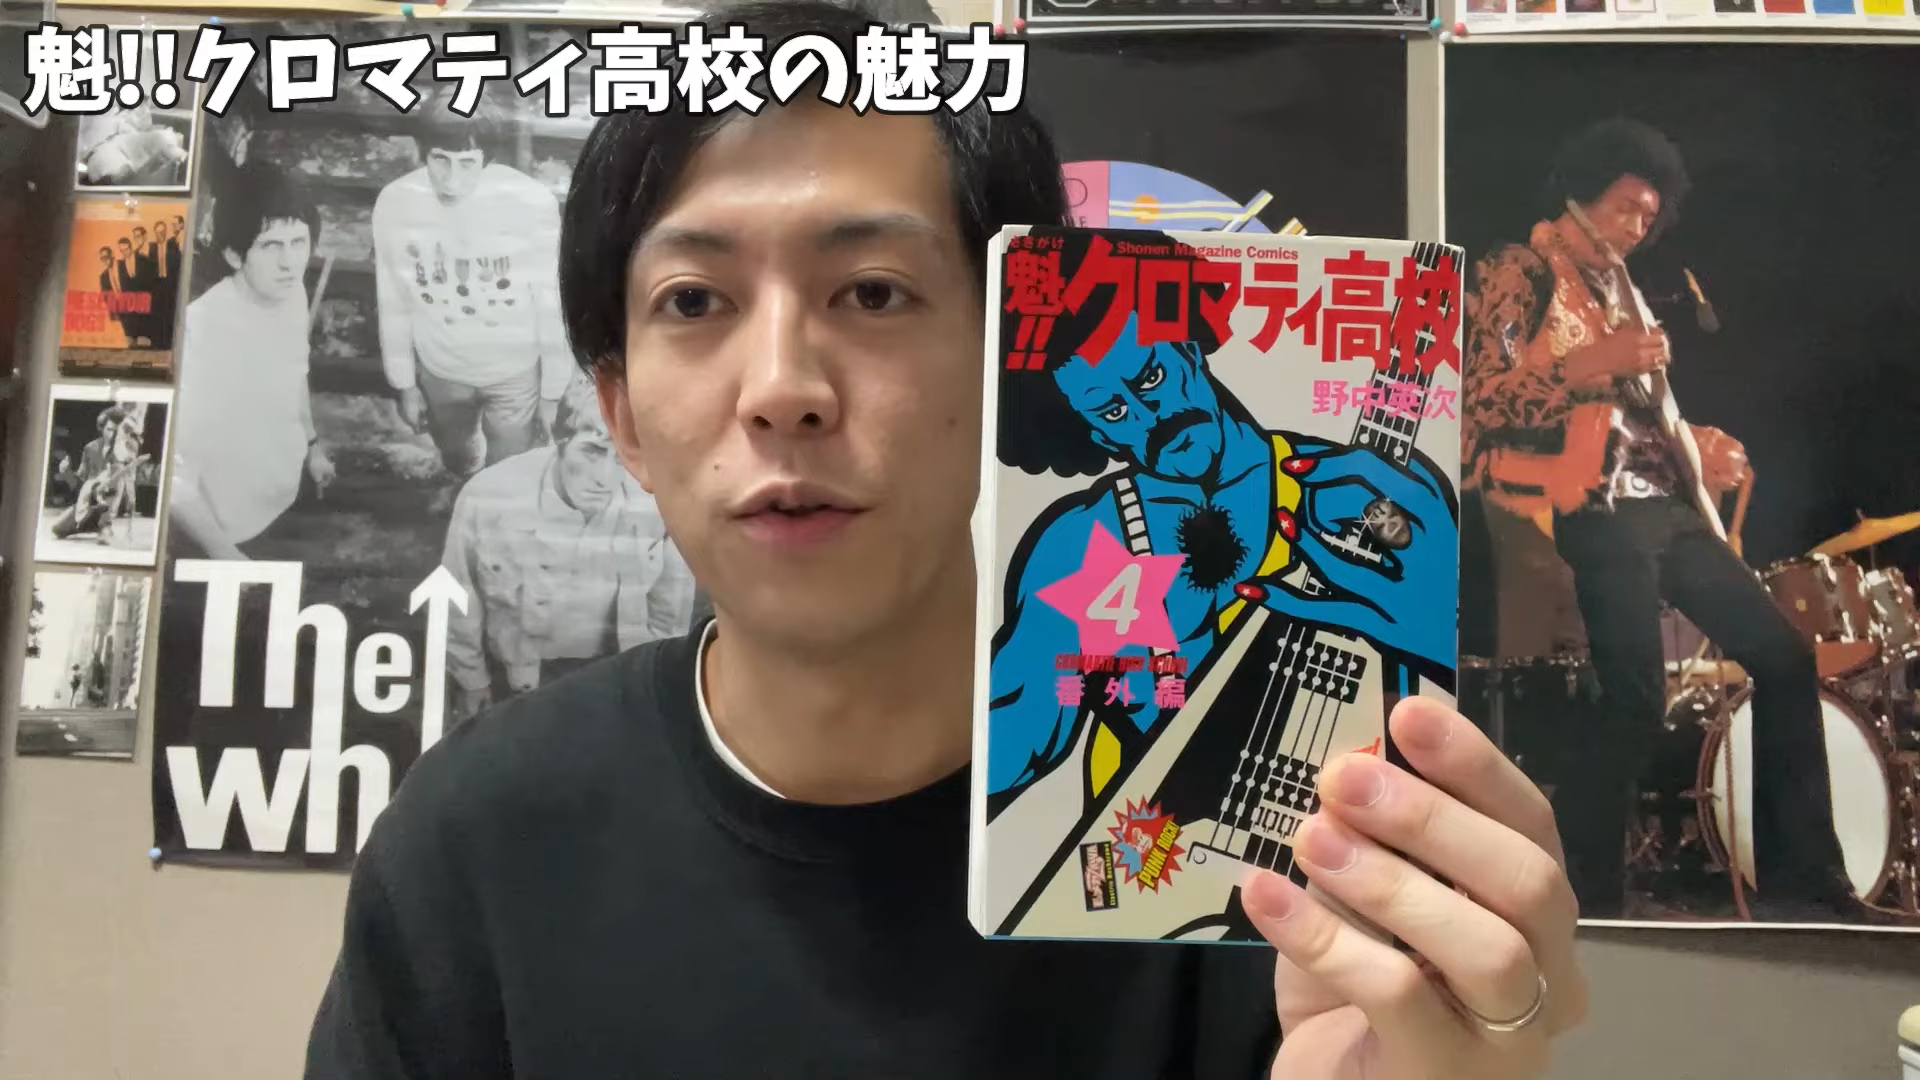 魁!!クロマティ高校の魅力
さきがけ
Shonen Magazine Comics
魁!!クロマティ高校
野中英次
4
CROMARTIE HIGH SCHOOL
番外編
PUNK ROCK!
RESERVOIR
DOGS
The
wh